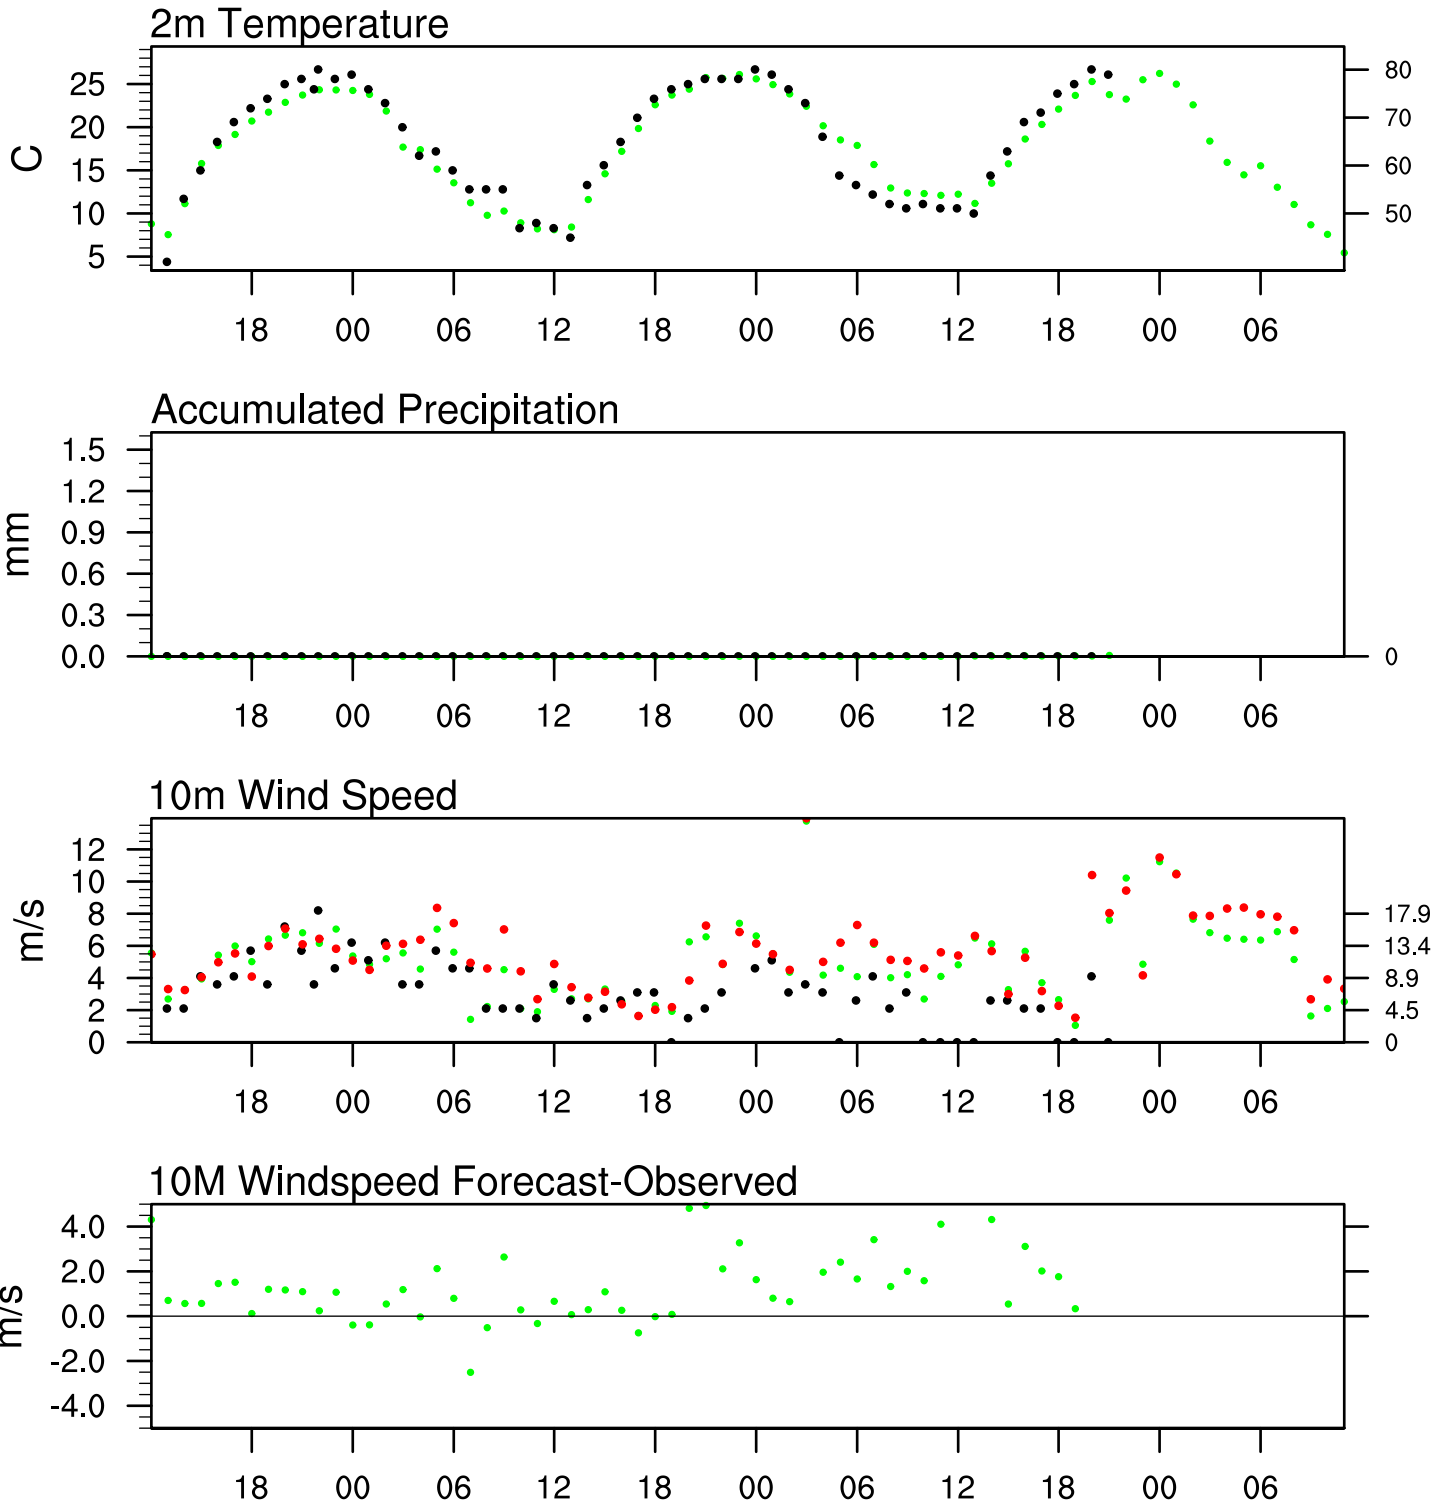 2m Temperature
C
25
20
15
10
5
80
70
60
50
18 00 06 12 18 00 06 12 18 00 06
Accumulated Precipitation
mm
1.5
1.2
0.9
0.6
0.3
0.0
0
18 00 06 12 18 00 06 12 18 00 06
10m Wind Speed
m/s
12
10
8
6
4
2
0
17.9
13.4
8.9
4.5
0
18 00 06 12 18 00 06 12 18 00 06
10M Windspeed Forecast-Observed
m/s
4.0
2.0
0.0
-2.0
-4.0
18 00 06 12 18 00 06 12 18 00 06